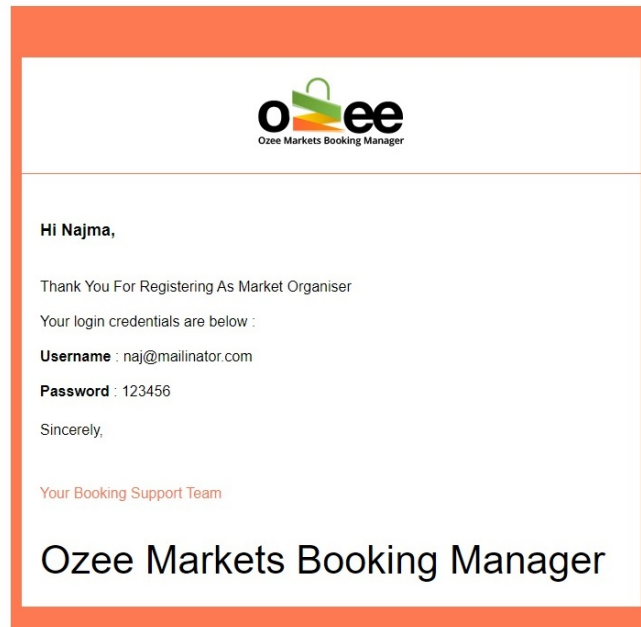 ozee
Ozee Markets Booking Manager
Hi Najma,
Thank You For Registering As Market Organiser
Your login credentials are below :
Username : naj@mailinator.com
Password : 123456
Sincerely,
Your Booking Support Team
Ozee Markets Booking Manager